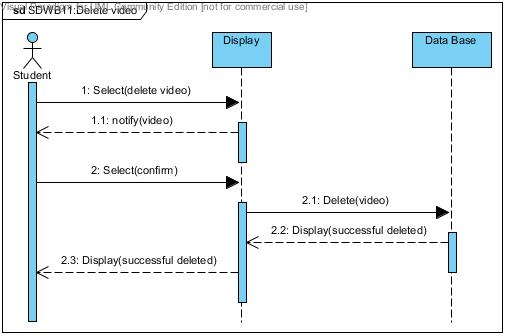 Visual Paradigm for UML Community Edition [not for commercial use]
sd SDWB11:Delete video
Display
Data Base
Student
1: Select(delete video)
1.1: notify(video)
2: Select(confirm)
2.1: Delete(video)
2.2: Display(successful deleted)
2.3: Display(successful deleted)